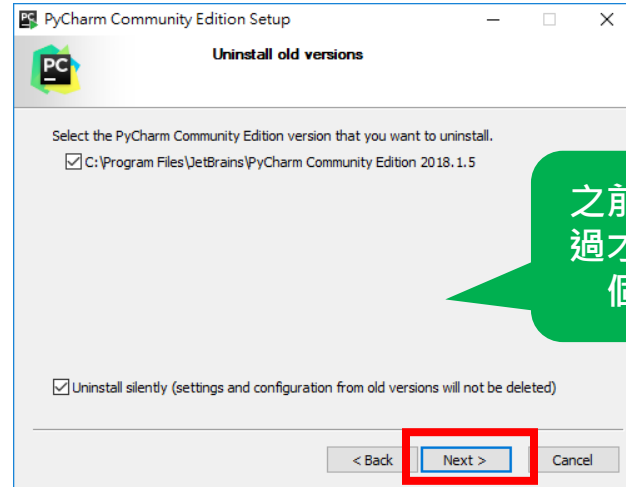 PyCharm Community Edition Setup
PC
Uninstall old versions
Select the PyCharm Community Edition version that you want to uninstall.
C:\Program Files\JetBrains\PyCharm Community Edition 2018.1.5
之前
過才
個
Uninstall silently (settings and configuration from old versions will not be deleted)
< Back Next > Cancel